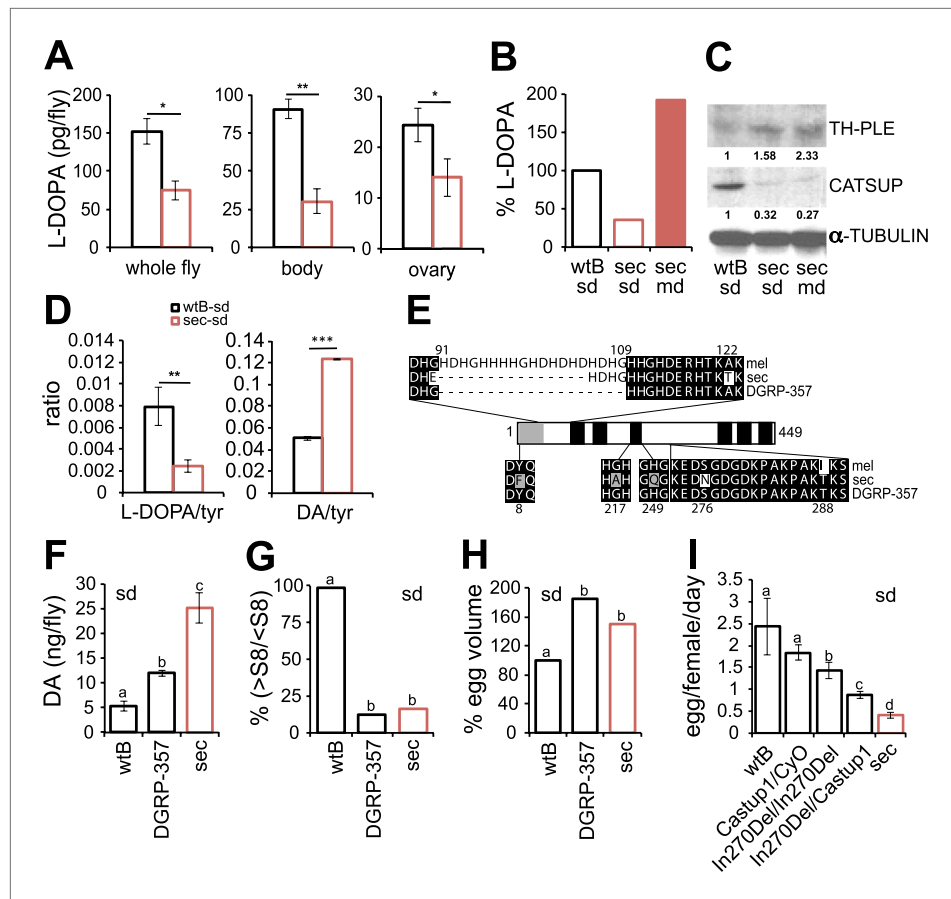 A
L-DOPA (pg/fly)
200
150
100
50
0
*
whole fly
100
75
50
25
0
**
body
30
20
10
0
*
ovary
B
% L-DOPA
200
150
100
50
0
wtB sec sec
sd sd md
C
TH-PLE
1 1.58 2.33
CATSUP
1 0.32 0.27
α-TUBULIN
wtB sec sec
sd sd md
D
wtB-sd
sec-sd
ratio
0.014
0.012
0.01
0.008
0.006
0.004
0.002
0
**
L-DOPA/tyr
0.14
0.12
0.1
0.08
0.06
0.04
0.02
0
***
DA/tyr
E
91 109 122
DHGHDHGHHHHGHDHDHDHDHGHHGHDERHTKAK mel
DHE- - - - - - - - - - - - - - -HDHGHHGHDERHTKTK sec
DHG- - - - - - - - - - - - - - - - - - -HHGHDERHTKAK DGRP-357
1 449
DYQ HGH GHGKEDSGDGDKPAKPAKIKS mel
DFQ HAH GQGKEDNGDGDKPAKPAKTKS sec
DYQ HGH GHGKEDSGDGDKPAKPAKTKS DGRP-357
8 217 249 276 288
F
DA (ng/fly)
30
25
20
15
10
5
0
sd
a b c
wtB
DGRP-357
sec
G
% (>S8/<S8)
100
75
50
25
0
sd
a b b
wtB
DGRP-357
sec
H
% egg volume
200
160
120
80
40
0
sd
a b b
wtB
DGRP-357
sec
I
egg/female/day
3.5
3
2.5
2
1.5
1
0.5
0
sd
a a b c d
wtB
Castup1/CyO
In270Del/In270Del
In270Del/Castup1
sec